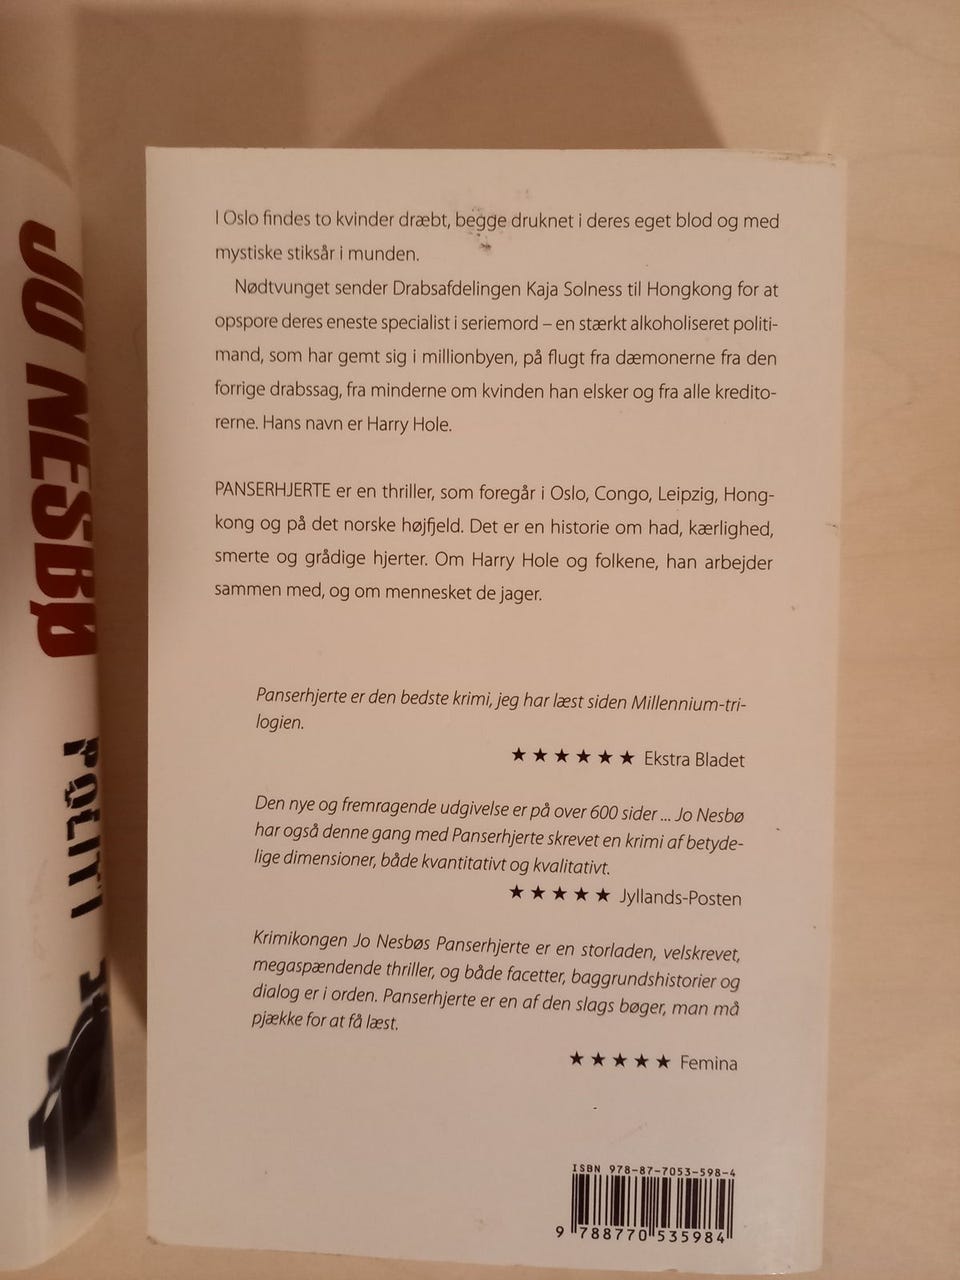 JO NESBØ
POLITI
I Oslo findes to kvinder dræbt, begge druknet i deres eget blod og med
mystiske stiksår i munden.
Nødtvunget sender Drabsafdelingen Kaja Solness til Hongkong for at
opspore deres eneste specialist i seriemord – en stærkt alkoholiseret politi-
mand, som har gemt sig i millionbyen, på flugt fra dæmonerne fra den
forrige drabssag, fra minderne om kvinden han elsker og fra alle kredito-
rerne. Hans navn er Harry Hole.
PANSERHJERTE er en thriller, som foregår i Oslo, Congo, Leipzig, Hong-
kong og på det norske højfjeld. Det er en historie om had, kærlighed,
smerte og grådige hjerter. Om Harry Hole og folkene, han arbejder
sammen med, og om mennesket de jager.
Panserhjerte er den bedste krimi, jeg har læst siden Millennium-tri-
logien.
★ ★ ★ ★ ★ ★ Ekstra Bladet
Den nye og fremragende udgivelse er på over 600 sider ... Jo Nesbø
har også denne gang med Panserhjerte skrevet en krimi af betyde-
lige dimensioner, både kvantitativt og kvalitativt.
★ ★ ★ ★ ★ Jyllands-Posten
Krimikongen Jo Nesbøs Panserhjerte er en storladen, velskrevet,
megaspændende thriller, og både facetter, baggrundshistorier og
dialog er i orden. Panserhjerte er en af den slags bøger, man må
pjække for at få læst.
★ ★ ★ ★ ★ Femina
ISBN 978-87-7053-598-4
9 788770 535984